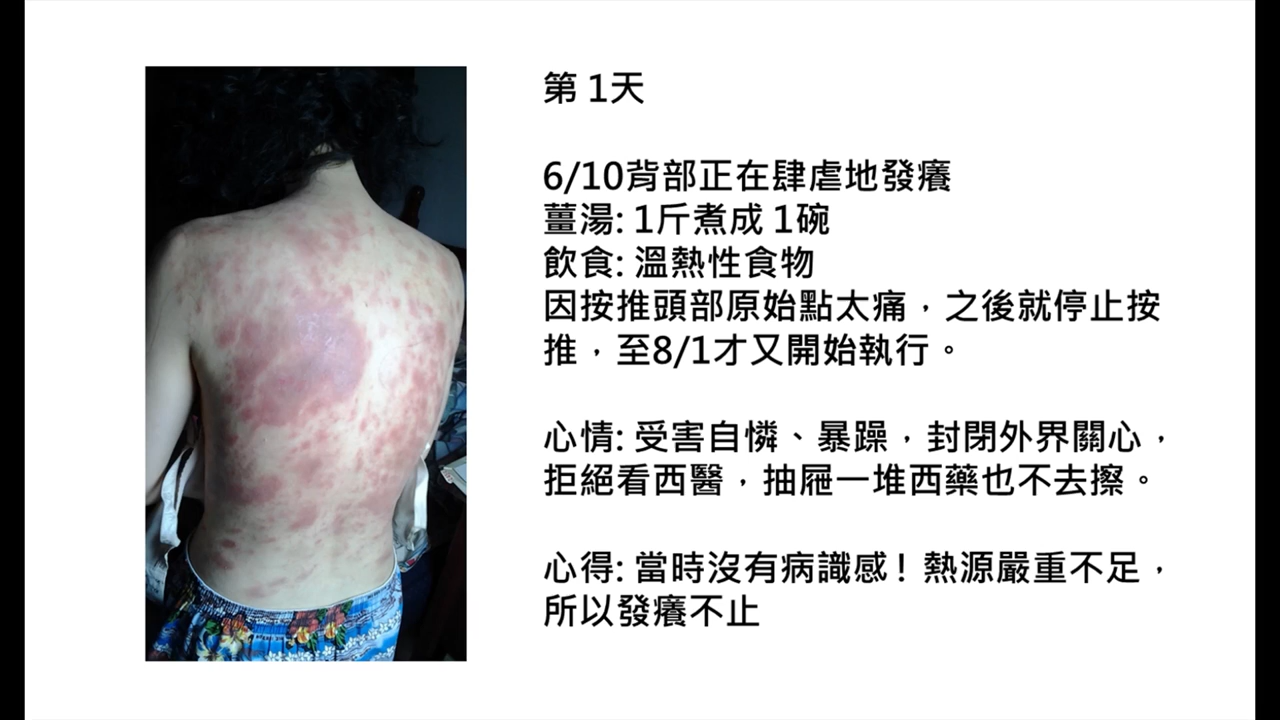 第 1天
6/10背部正在肆虐地發癢
薑湯: 1斤煮成 1碗
飲食: 溫熱性食物
因按推頭部原始點太痛，之後就停止按
推，至8/1才又開始執行。
心情: 受害自憐、暴躁，封閉外界關心，
拒絕看西醫，抽屜一堆西藥也不去擦。
心得: 當時沒有病識感！熱源嚴重不足，
所以發癢不止